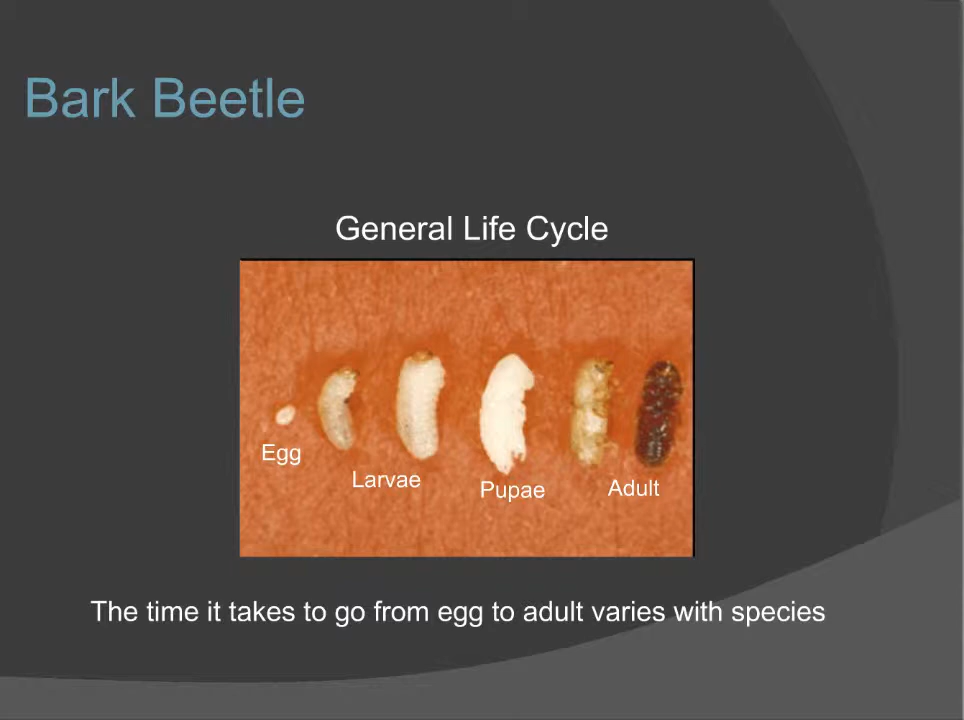 Bark Beetle
General Life Cycle
Egg
Larvae
Pupae
Adult
The time it takes to go from egg to adult varies with species